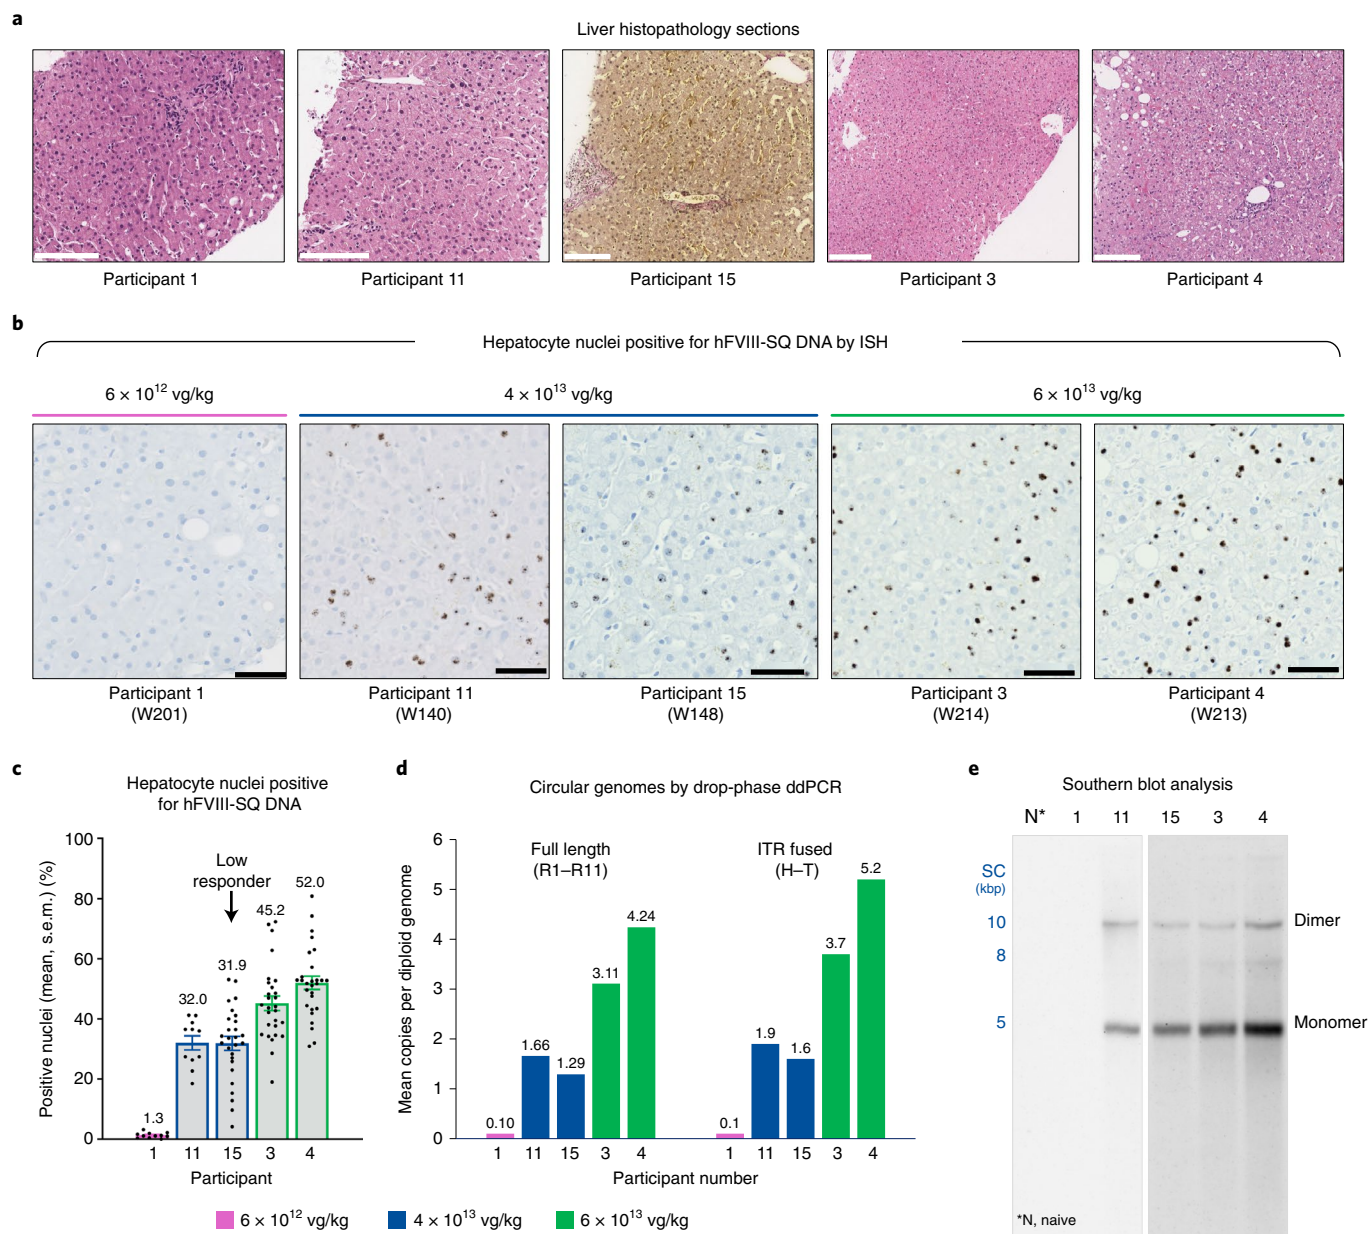 a
Liver histopathology sections
Participant 1
Participant 11
Participant 15
Participant 3
Participant 4
b
Hepatocyte nuclei positive for hFVIII-SQ DNA by ISH
6 × 10¹² vg/kg
4 × 10¹³ vg/kg
6 × 10¹³ vg/kg
Participant 1
(W201)
Participant 11
(W140)
Participant 15
(W148)
Participant 3
(W214)
Participant 4
(W213)
c
Hepatocyte nuclei positive
for hFVIII-SQ DNA
Positive nuclei (mean, s.e.m.) (%)
100
80
60
40
20
0
Low
responder
1.3
32.0
31.9
45.2
52.0
1
11
15
3
4
Participant
d
Circular genomes by drop-phase ddPCR
Mean copies per diploid genome
6
5
4
3
2
1
0
Full length
(R1–R11)
0.10
1.66
1.29
3.11
4.24
ITR fused
(H–T)
0.1
1.9
1.6
3.7
5.2
1
11
15
3
4
1
11
15
3
4
Participant number
6 × 10¹² vg/kg
4 × 10¹³ vg/kg
6 × 10¹³ vg/kg
e
Southern blot analysis
N*
1
11
15
3
4
SC
(kbp)
10
8
5
Dimer
Monomer
*N, naive